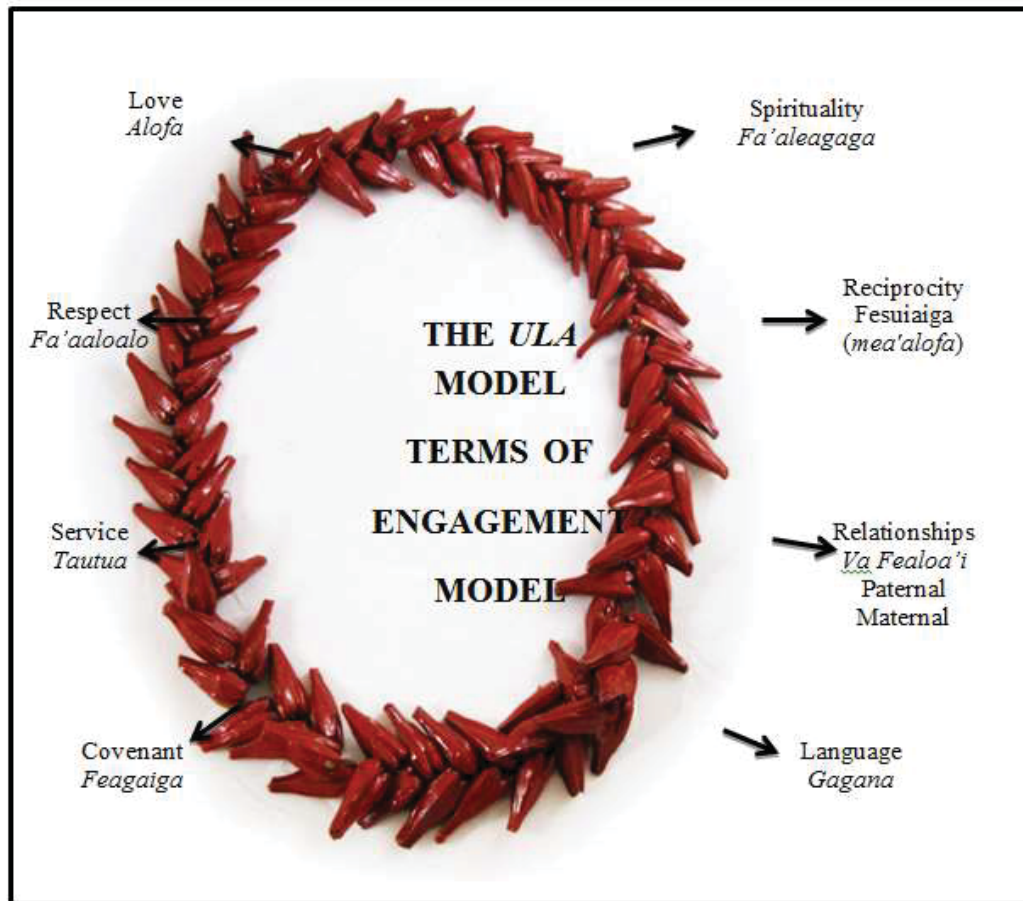 Love
Alofa
Spirituality
Fa'aleagaga
Respect
Fa'aaloalo
Reciprocity
Fesuiaiga
(mea'alofa)
THE ULA
MODEL
TERMS OF
ENGAGEMENT
MODEL
Service
Tautua
Relationships
Va Fealoa'i
Paternal
Maternal
Covenant
Feagaiga
Language
Gagana